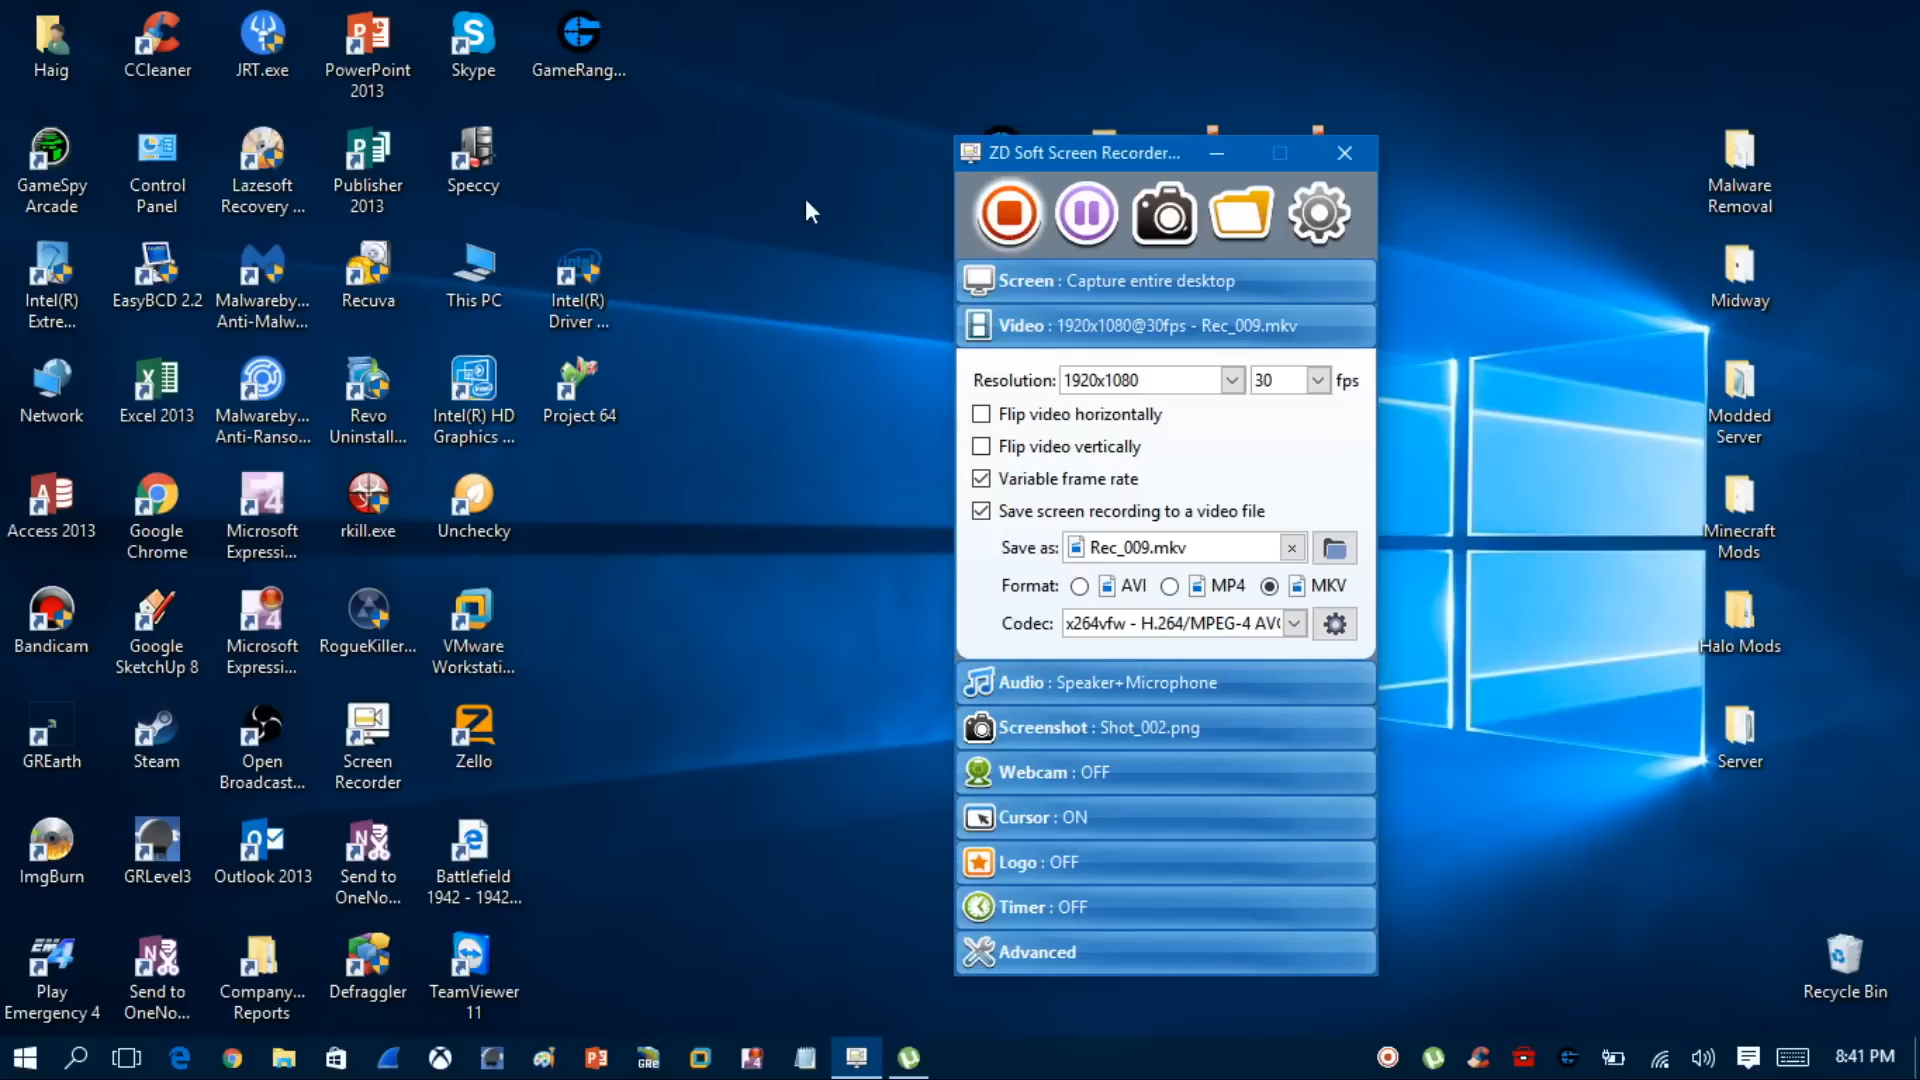 Haig
CCleaner
JRT.exe
PowerPoint
2013
Skype
GameRang...
GameSpy
Arcade
Control
Panel
Lazesoft
Recovery ...
Publisher
2013
Speccy
Intel(R)
Extre...
EasyBCD 2.2
Malwareby...
Anti-Malw...
Recuva
This PC
Intel(R)
Driver ...
Network
Excel 2013
Malwareby...
Anti-Ranso...
Revo
Uninstall...
Intel(R) HD
Graphics ...
Project 64
Access 2013
Google
Chrome
Microsoft
Expressi...
rkill.exe
Unchecky
Bandicam
Google
SketchUp 8
Microsoft
Expressi...
RogueKiller...
VMware
Workstati...
GREarth
Steam
Open
Broadcast...
Screen
Recorder
Zello
ImgBurn
GRLevel3
Outlook 2013
Send to
OneNo...
Battlefield
1942 - 1942...
Play
Emergency 4
Send to
OneNo...
Company...
Reports
Defraggler
TeamViewer
11
ZD Soft Screen Recorder...
Screen : Capture entire desktop
Video : 1920x1080@30fps - Rec_009.mkv
Resolution: 1920x1080 30 fps
Flip video horizontally
Flip video vertically
Variable frame rate
Save screen recording to a video file
Save as: Rec_009.mkv
Format: AVI MP4 MKV
Codec: x264vfw - H.264/MPEG-4 AV
Audio : Speaker+Microphone
Screenshot : Shot_002.png
Webcam : OFF
Cursor : ON
Logo : OFF
Timer : OFF
Advanced
Malware
Removal
Midway
Modded
Server
Minecraft
Mods
Halo Mods
Server
Recycle Bin
8:41 PM